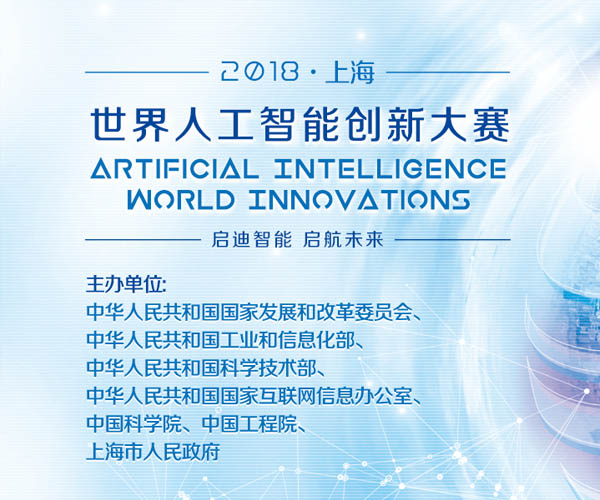 2018·上海
世界人工智能创新大赛
ARTIFICIAL INTELLIGENCE
WORLD INNOVATIONS
启迪智能 启航未来
主办单位:
中华人民共和国国家发展和改革委员会、
中华人民共和国工业和信息化部、
中华人民共和国科学技术部、
中华人民共和国国家互联网信息办公室、
中国科学院、中国工程院、
上海市人民政府